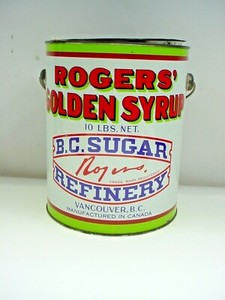 ROGERS'
GOLDEN SYRUP
10 LBS. NET.
B.C. SUGAR
Rogers.
REFINERY
VANCOUVER, B.C.
MANUFACTURED IN CANADA